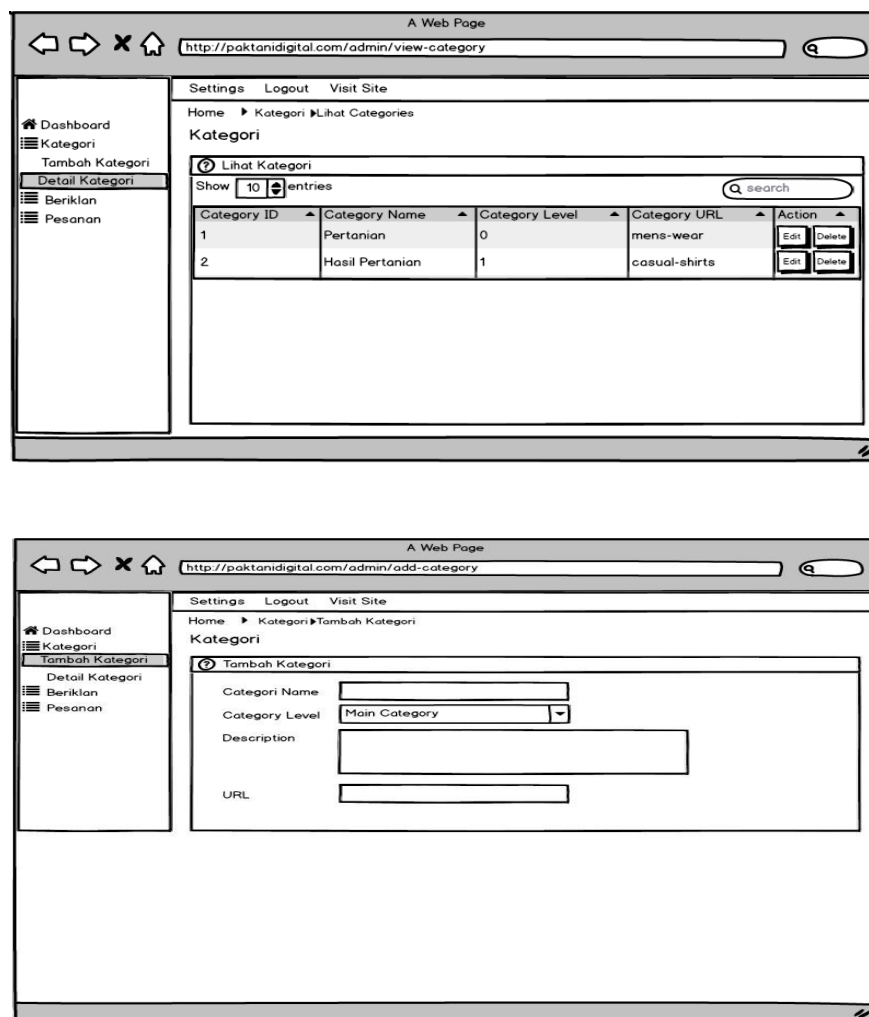 A Web Page
http://paktanidigital.com/admin/view-category
Settings Logout Visit Site
Home Kategori Lihat Categories
Kategori
Dashboard
Kategori
Tambah Kategori
Detail Kategori
Beriklan
Pesanan
Lihat Kategori
Show 10 entries
search
Category ID Category Name Category Level Category URL Action
1 Pertanian 0 mens-wear Edit Delete
2 Hasil Pertanian 1 casual-shirts Edit Delete
A Web Page
http://paktanidigital.com/admin/add-category
Settings Logout Visit Site
Home Kategori Tambah Kategori
Kategori
Dashboard
Kategori
Tambah Kategori
Detail Kategori
Beriklan
Pesanan
Tambah Kategori
Categori Name
Category Level Main Category
Description
URL